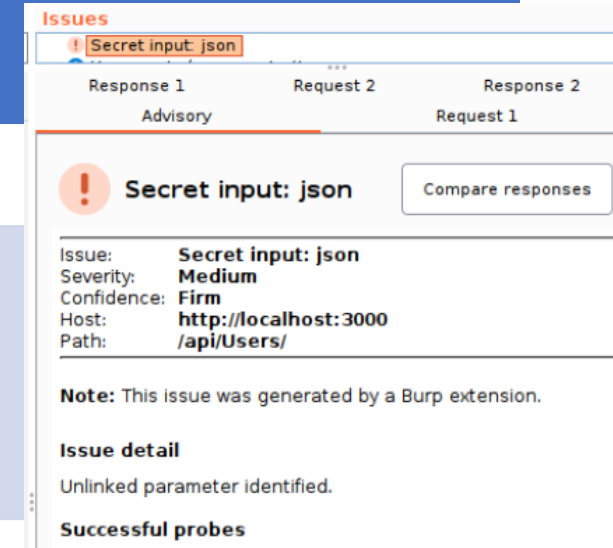 Issues
! Secret input: json
Response 1 Request 2 Response 2
Advisory Request 1
! Secret input: json Compare responses
Issue: Secret input: json
Severity: Medium
Confidence: Firm
Host: http://localhost:3000
Path: /api/Users/
Note: This issue was generated by a Burp extension.
Issue detail
Unlinked parameter identified.
Successful probes